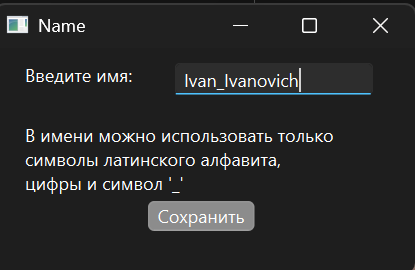 Name
Введите имя: Ivan_Ivanovich
В имени можно использовать только
символы латинского алфавита,
цифры и символ '_'
Сохранить